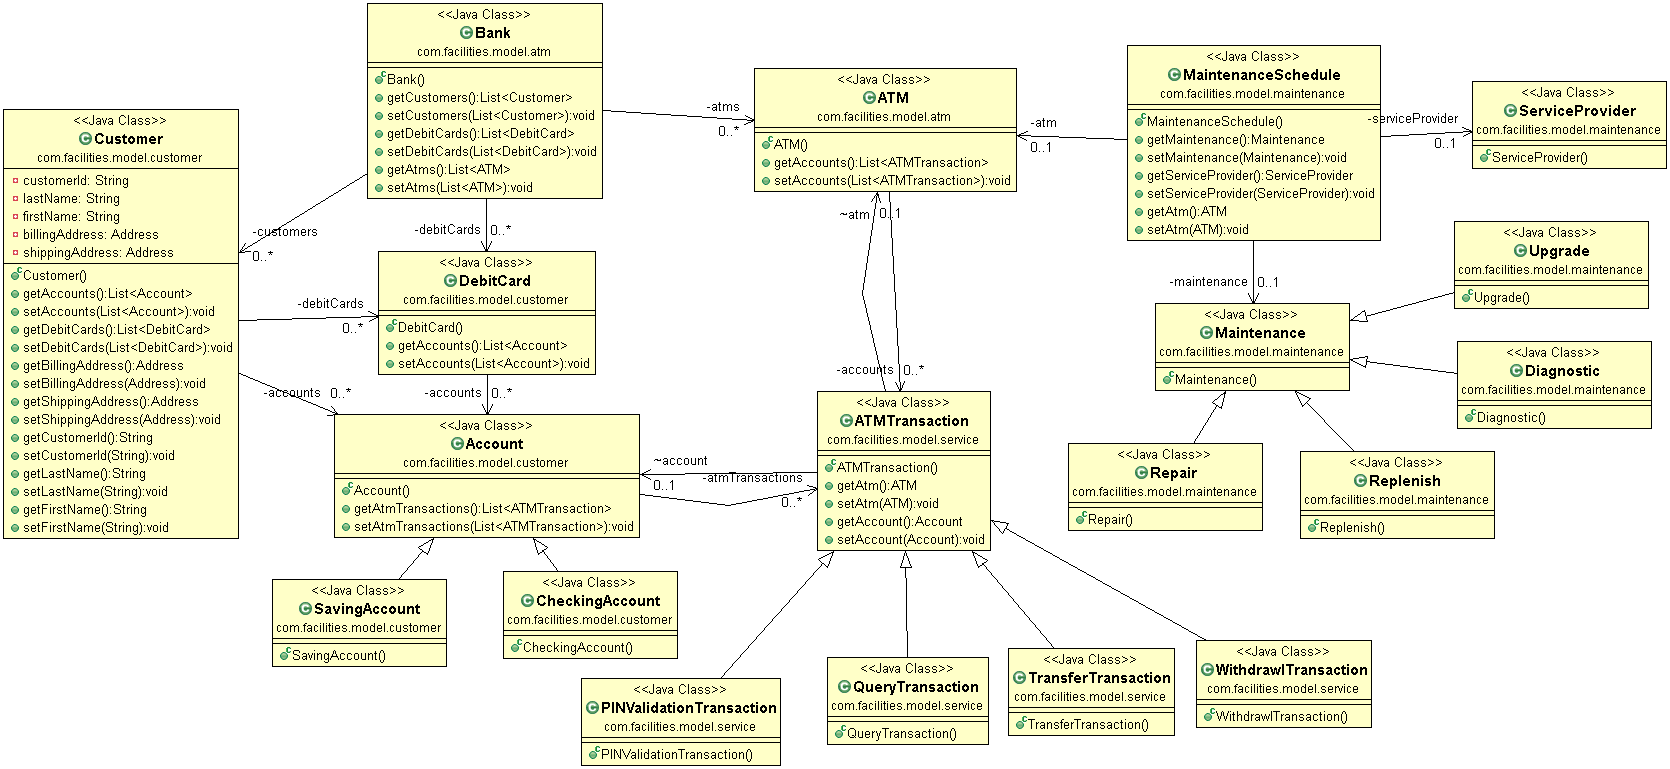 <<Java Class>>
Bank
com.facilities.model.atm
Bank()
getCustomers():List<Customer>
setCustomers(List<Customer>):void
getDebitCards():List<DebitCard>
setDebitCards(List<DebitCard>):void
getAtms():List<ATM>
setAtms(List<ATM>):void
<<Java Class>>
Customer
com.facilities.model.customer
customerId: String
lastName: String
firstName: String
billingAddress: Address
shippingAddress: Address
Customer()
getAccounts():List<Account>
setAccounts(List<Account>):void
getDebitCards():List<DebitCard>
setDebitCards(List<DebitCard>):void
getBillingAddress():Address
setBillingAddress(Address):void
getShippingAddress():Address
setShippingAddress(Address):void
getCustomerId():String
setCustomerId(String):void
getLastName():String
setLastName(String):void
getFirstName():String
setFirstName(String):void
-customers
0..*
-debitCards
0..*
-debitCards
0..*
-accounts
0..*
<<Java Class>>
DebitCard
com.facilities.model.customer
DebitCard()
getAccounts():List<Account>
setAccounts(List<Account>):void
-accounts
0..*
<<Java Class>>
Account
com.facilities.model.customer
Account()
getAtmTransactions():List<ATMTransaction>
setAtmTransactions(List<ATMTransaction>):void
<<Java Class>>
SavingAccount
com.facilities.model.customer
SavingAccount()
<<Java Class>>
CheckingAccount
com.facilities.model.customer
CheckingAccount()
-atms
0..*
<<Java Class>>
ATM
com.facilities.model.atm
ATM()
getAccounts():List<ATMTransaction>
setAccounts(List<ATMTransaction>):void
~atm
0..1
-accounts
0..*
~account
0..1
-atmTransactions
0..*
<<Java Class>>
ATMTransaction
com.facilities.model.service
ATMTransaction()
getAtm():ATM
setAtm(ATM):void
getAccount():Account
setAccount(Account):void
<<Java Class>>
PINValidationTransaction
com.facilities.model.service
PINValidationTransaction()
<<Java Class>>
QueryTransaction
com.facilities.model.service
QueryTransaction()
<<Java Class>>
TransferTransaction
com.facilities.model.service
TransferTransaction()
<<Java Class>>
WithdrawlTransaction
com.facilities.model.service
WithdrawlTransaction()
-atm
0..1
<<Java Class>>
MaintenanceSchedule
com.facilities.model.maintenance
MaintenanceSchedule()
getMaintenance():Maintenance
setMaintenance(Maintenance):void
getServiceProvider():ServiceProvider
setServiceProvider(ServiceProvider):void
getAtm():ATM
setAtm(ATM):void
-serviceProvider
0..1
<<Java Class>>
ServiceProvider
com.facilities.model.maintenance
ServiceProvider()
-maintenance
0..1
<<Java Class>>
Maintenance
com.facilities.model.maintenance
Maintenance()
<<Java Class>>
Upgrade
com.facilities.model.maintenance
Upgrade()
<<Java Class>>
Diagnostic
com.facilities.model.maintenance
Diagnostic()
<<Java Class>>
Repair
com.facilities.model.maintenance
Repair()
<<Java Class>>
Replenish
com.facilities.model.maintenance
Replenish()